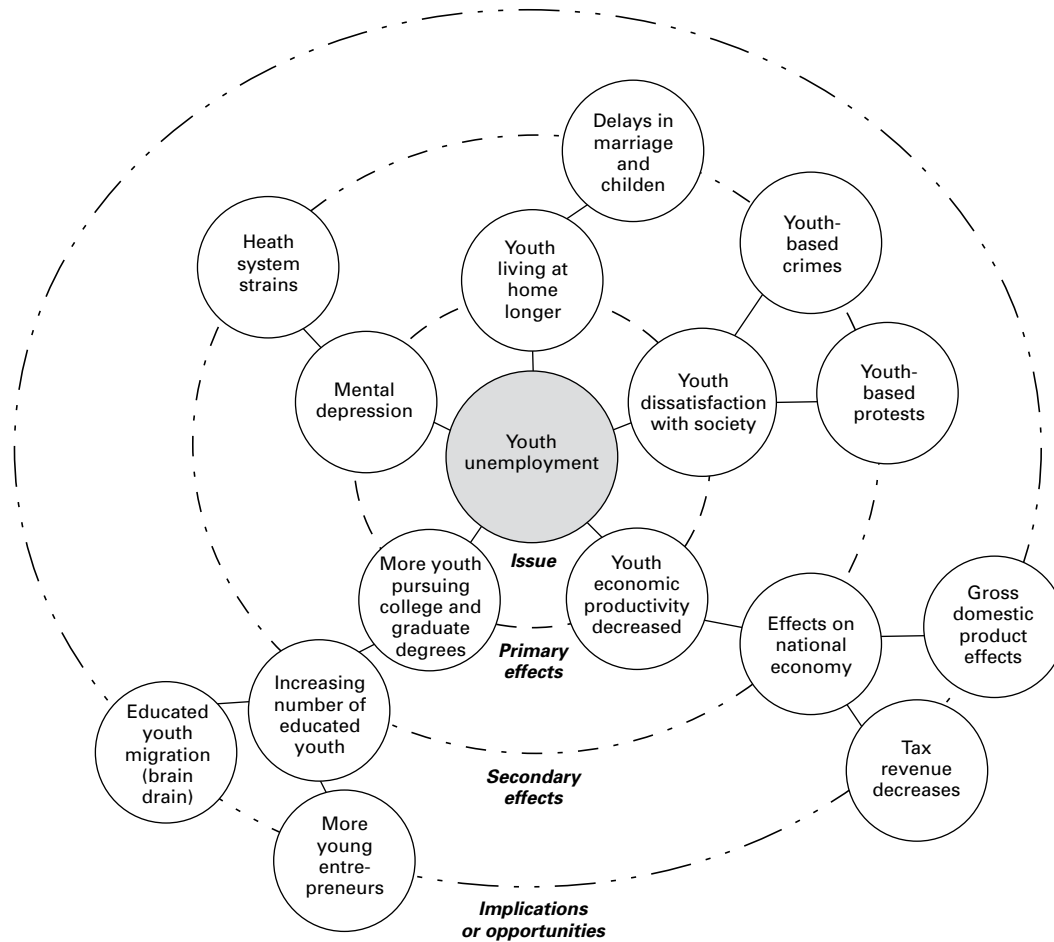 Delays in
marriage
and
childen
Youth-
based
crimes
Heath
system
strains
Youth
living at
home
longer
Youth-
based
protests
Mental
depression
Youth
dissatisfaction
with society
Youth
unemployment
Issue
More youth
pursuing
college and
graduate
degrees
Youth
economic
productivity
decreased
Primary
effects
Effects on
national
economy
Gross
domestic
product
effects
Increasing
number of
educated
youth
Educated
youth
migration
(brain
drain)
Secondary
effects
Tax
revenue
decreases
More
young
entre-
preneurs
Implications
or opportunities